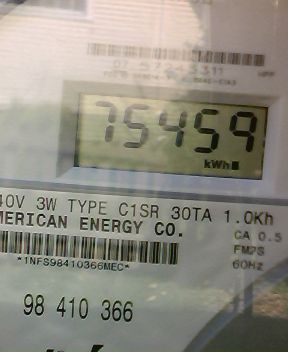 75459
kWh
40V 3W TYPE C1SR 30TA 1.0Kh
MERICAN ENERGY CO.
CA 0.5
FM2S
60Hz
*1NFS98410366MEC*
98 410 366